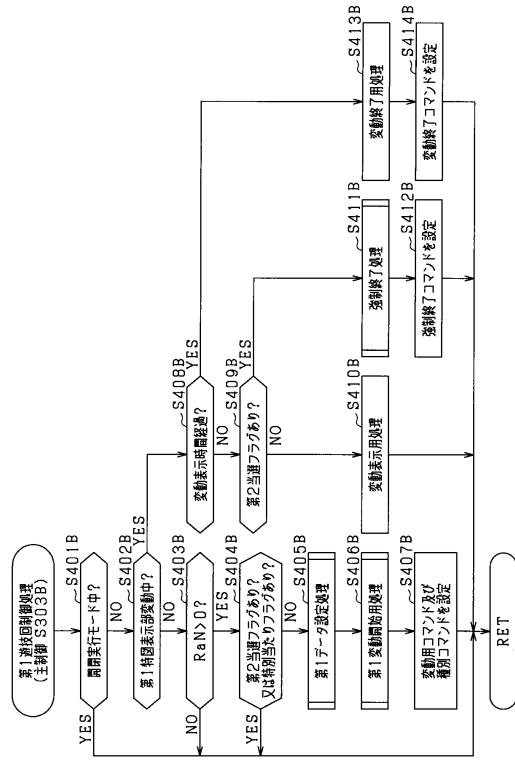 第1遊技回制御処理
(主制御 S303B)
S401B
開閉実行モード中?
YES
NO
S402B
第1特図表示部変動中?
YES
NO
S403B
RaN>0?
NO
YES
S404B
第2当選フラグあり?
又は特別当たりフラグあり?
YES
NO
S405B
第1データ設定処理
S406B
第1変動開始用処理
S407B
変動用コマンド及び
種別コマンドを設定
S408B
変動表示時間経過?
YES
NO
S409B
第2当選フラグあり?
YES
NO
S410B
変動表示用処理
S411B
強制終了処理
S412B
強制終了コマンドを設定
S413B
変動終了用処理
S414B
変動終了コマンドを設定
RET